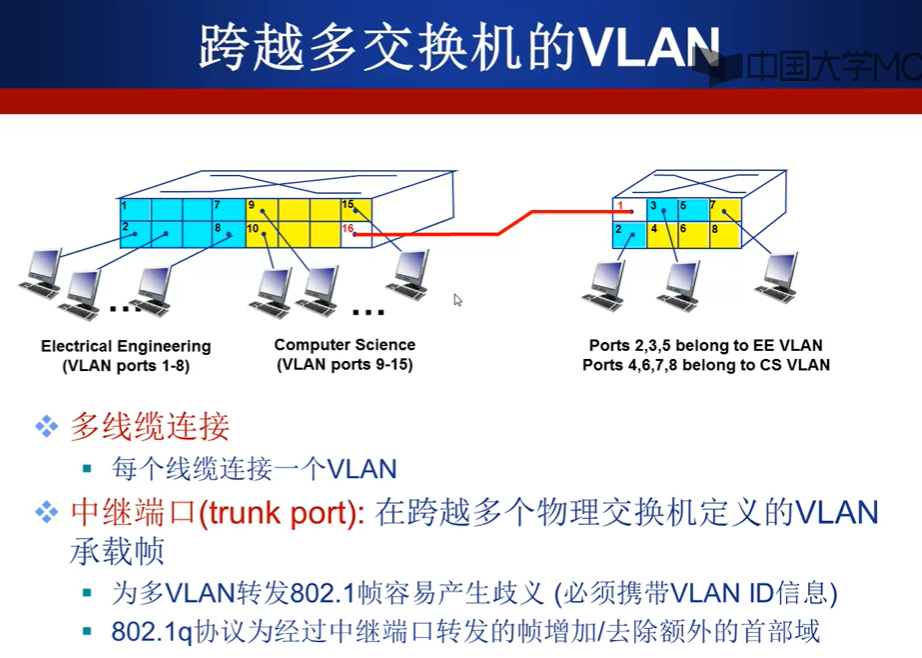 跨越多交换机的VLAN
中国大学MO
1
7
9
15
2
8
10
16
1
3
5
7
2
4
6
8
...
...
Electrical Engineering
(VLAN ports 1-8)
Computer Science
(VLAN ports 9-15)
Ports 2,3,5 belong to EE VLAN
Ports 4,6,7,8 belong to CS VLAN
多线缆连接
每个线缆连接一个VLAN
中继端口(trunk port): 在跨越多个物理交换机定义的VLAN
承载帧
为多VLAN转发802.1帧容易产生歧义 (必须携带VLAN ID信息)
802.1q协议为经过中继端口转发的帧增加/去除额外的首部域